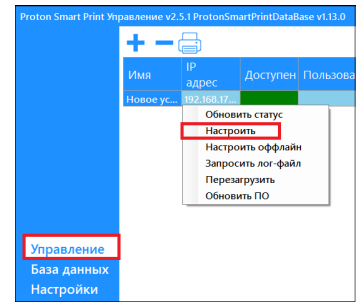 Proton Smart Print Управление v2.5.1 ProtonSmartPrintDataBase v1.13.0
Имя
IP
адрес
Доступен
Пользова
Новое ус...
192.168.17...
Обновить статус
Настроить
Настроить оффлайн
Запросить лог-файл
Перезагрузить
Обновить ПО
Управление
База данных
Настройки